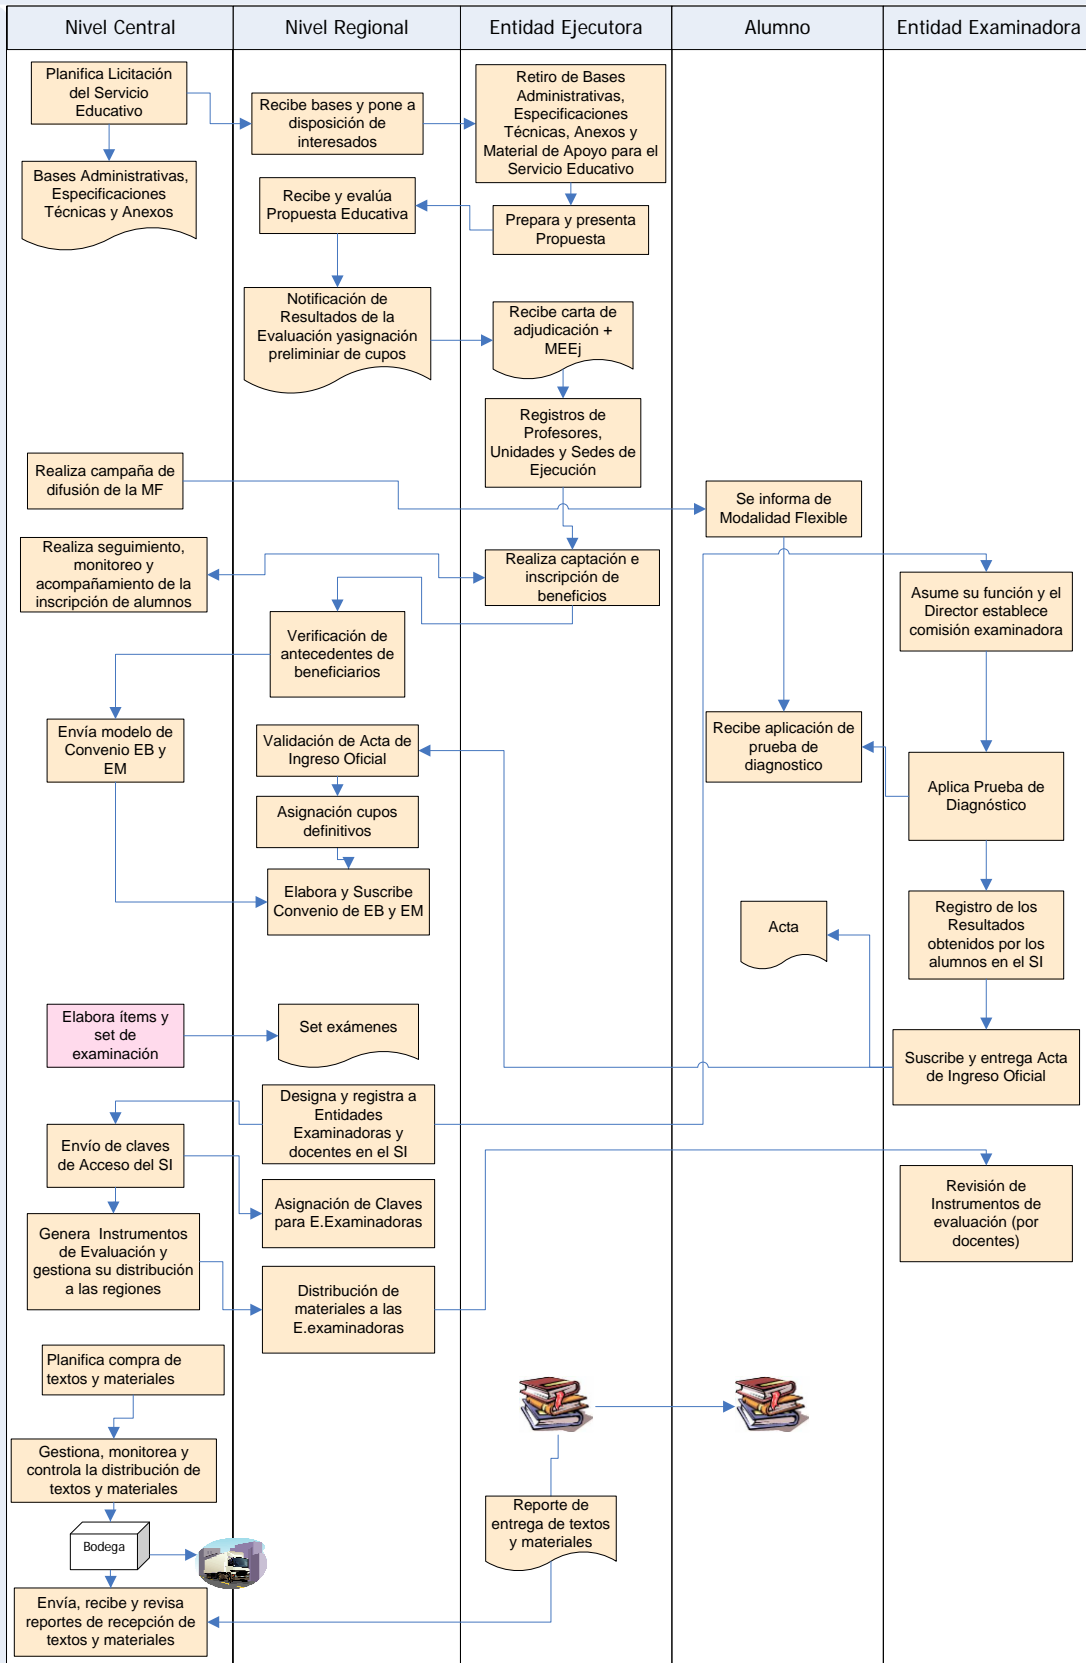 Nivel Central
Nivel Regional
Entidad Ejecutora
Alumno
Entidad Examinadora
Planifica Licitación
del Servicio
Educativo
Recibe bases y pone a
disposición de
interesados
Retiro de Bases
Administrativas,
Especificaciones
Técnicas, Anexos y
Material de Apoyo para el
Servicio Educativo
Bases Administrativas,
Especificaciones
Técnicas y Anexos
Recibe y evalúa
Propuesta Educativa
Prepara y presenta
Propuesta
Notificación de
Resultados de la
Evaluación yasignación
preliminiar de cupos
Recibe carta de
adjudicación +
MEEj
Registros de
Profesores,
Unidades y Sedes de
Ejecución
Realiza campaña de
difusión de la MF
Se informa de
Modalidad Flexible
Realiza seguimiento,
monitoreo y
acompañamiento de la
inscripción de alumnos
Realiza captación e
inscripción de
beneficios
Asume su función y el
Director establece
comisión examinadora
Verificación de
antecedentes de
beneficiarios
Envía modelo de
Convenio EB y
EM
Validación de Acta de
Ingreso Oficial
Recibe aplicación de
prueba de
diagnostico
Aplica Prueba de
Diagnóstico
Asignación cupos
definitivos
Elabora y Suscribe
Convenio de EB y EM
Acta
Registro de los
Resultados
obtenidos por los
alumnos en el SI
Elabora ítems y
set de
examinación
Set exámenes
Suscribe y entrega Acta
de Ingreso Oficial
Designa y registra a
Entidades
Examinadoras y
docentes en el SI
Envío de claves
de Acceso del SI
Asignación de Claves
para E.Examinadoras
Revisión de
Instrumentos de
evaluación (por
docentes)
Genera  Instrumentos
de Evaluación y
gestiona su distribución
a las regiones
Distribución de
materiales a las
E.examinadoras
Planifica compra de
textos y materiales
Gestiona, monitorea y
controla la distribución de
textos y materiales
Reporte de
entrega de textos
y materiales
Bodega
Envía, recibe y revisa
reportes de recepción de
textos y materiales